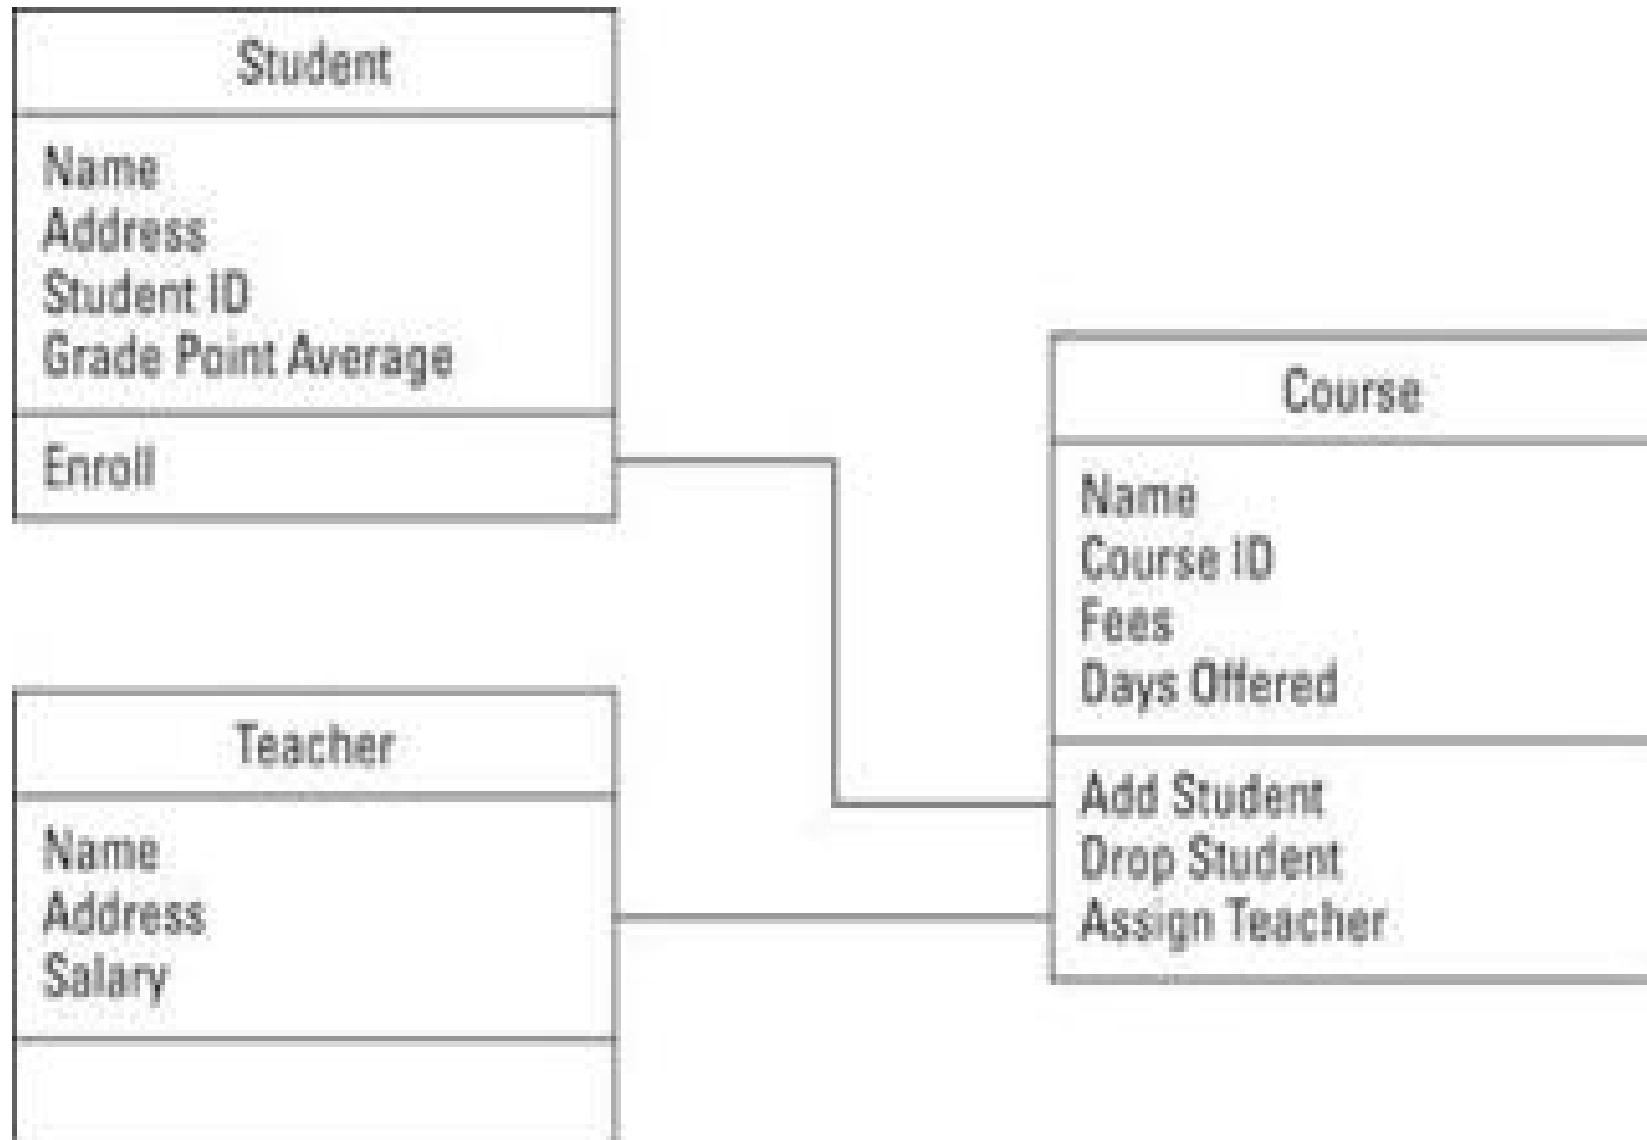 Student
Name
Address
Student ID
Grade Point Average
Enroll
Teacher
Name
Address
Salary
Course
Name
Course ID
Fees
Days Offered
Add Student
Drop Student
Assign Teacher